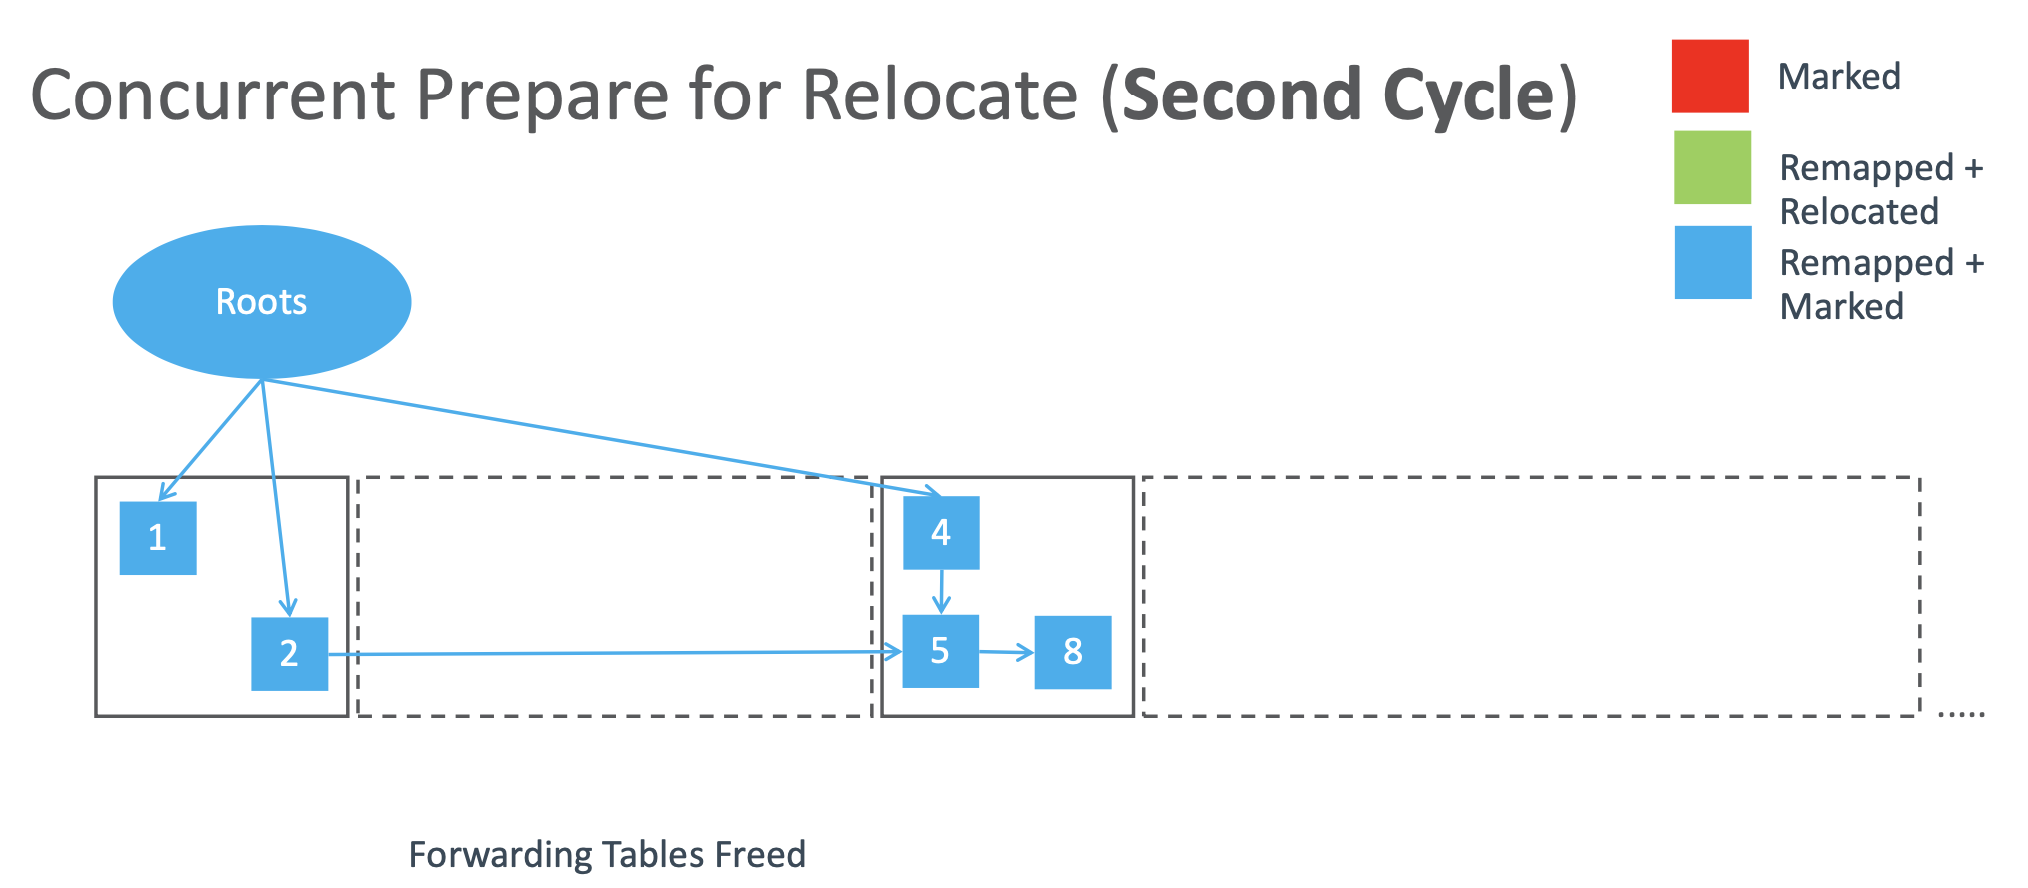 Concurrent Prepare for Relocate (Second Cycle)
Marked
Remapped +
Relocated
Remapped +
Marked
Roots
1
2
4
5
8
.....
Forwarding Tables Freed